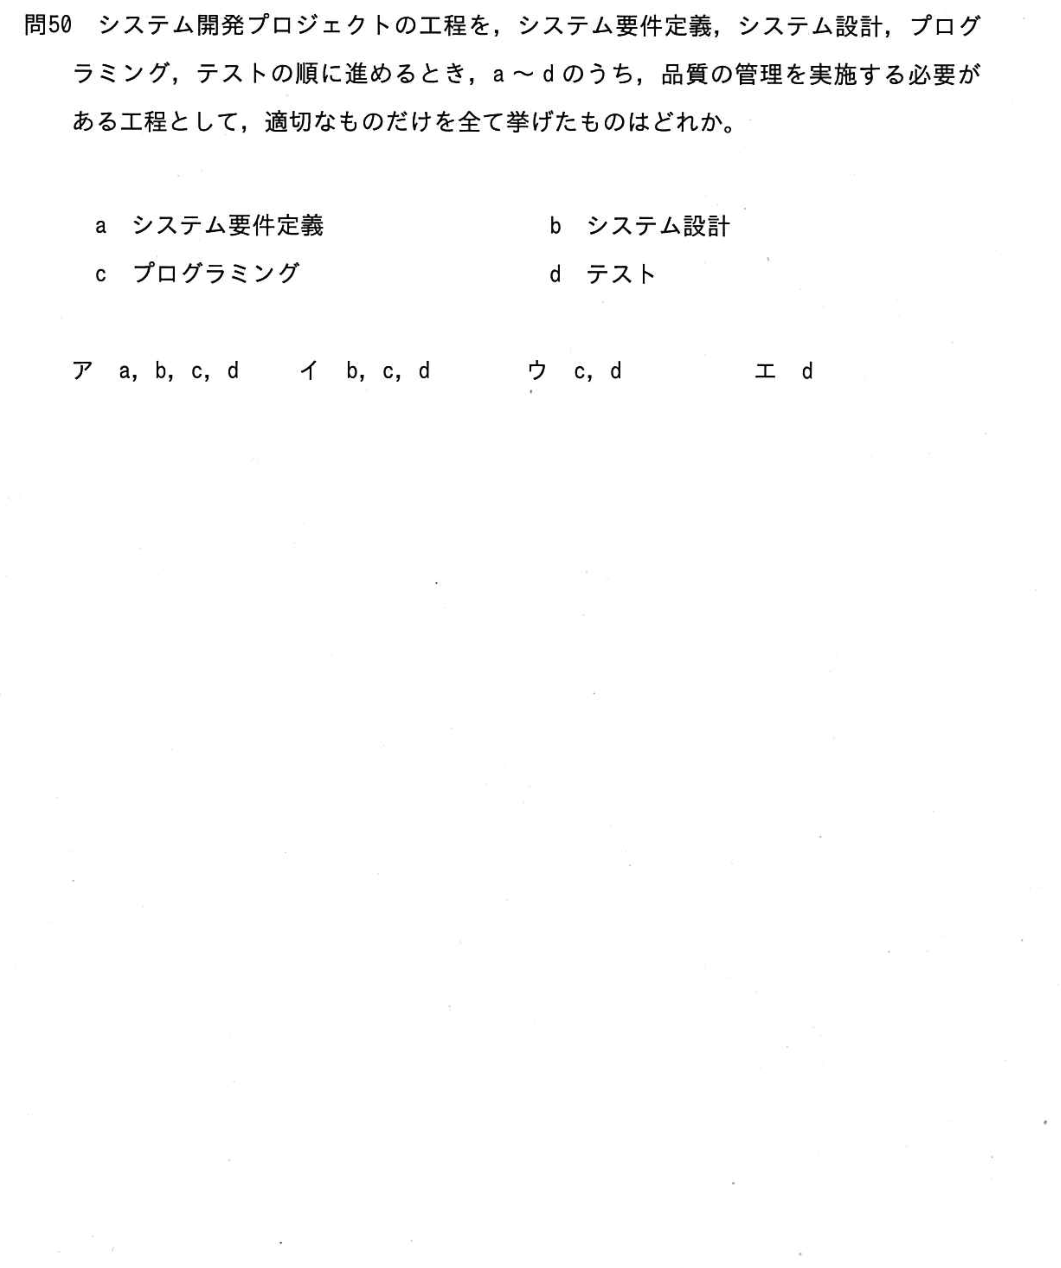 問50 システム開発プロジェクトの工程を，システム要件定義，システム設計，プログ
ラミング，テストの順に進めるとき，a～dのうち，品質の管理を実施する必要が
ある工程として，適切なものだけを全て挙げたものはどれか。
a システム要件定義 b システム設計
c プログラミング d テスト
ア a，b，c，d イ b，c，d ウ c，d エ d